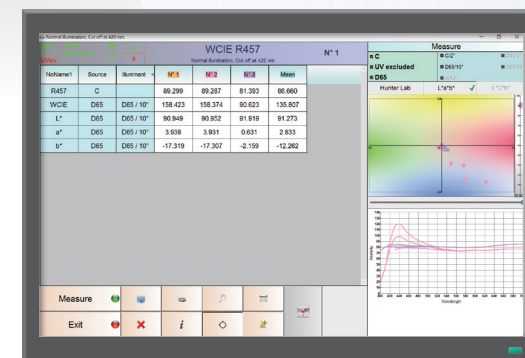 Normal Illumination, Cut off at 420 nm
UVex
WCIE R457
Normal Illumination, Cut off at 420 nm
N° 1
NoName1 Source Illuminant N° 1 N° 2 N° 3 Mean
R457 C 89.299 89.287 81.393 86.660
WCIE D65 D65 / 10° 158.423 158.374 90.623 135.807
L* D65 D65 / 10° 90.949 90.952 91.919 91.273
a* D65 D65 / 10° 3.938 3.931 0.631 2.833
b* D65 D65 / 10° -17.319 -17.307 -2.159 -12.262
Measure
C C/2°
UV excluded D65/10°
D65
Hunter Lab L*a*b* L*C*h°
Wavelength
Measure
Exit i